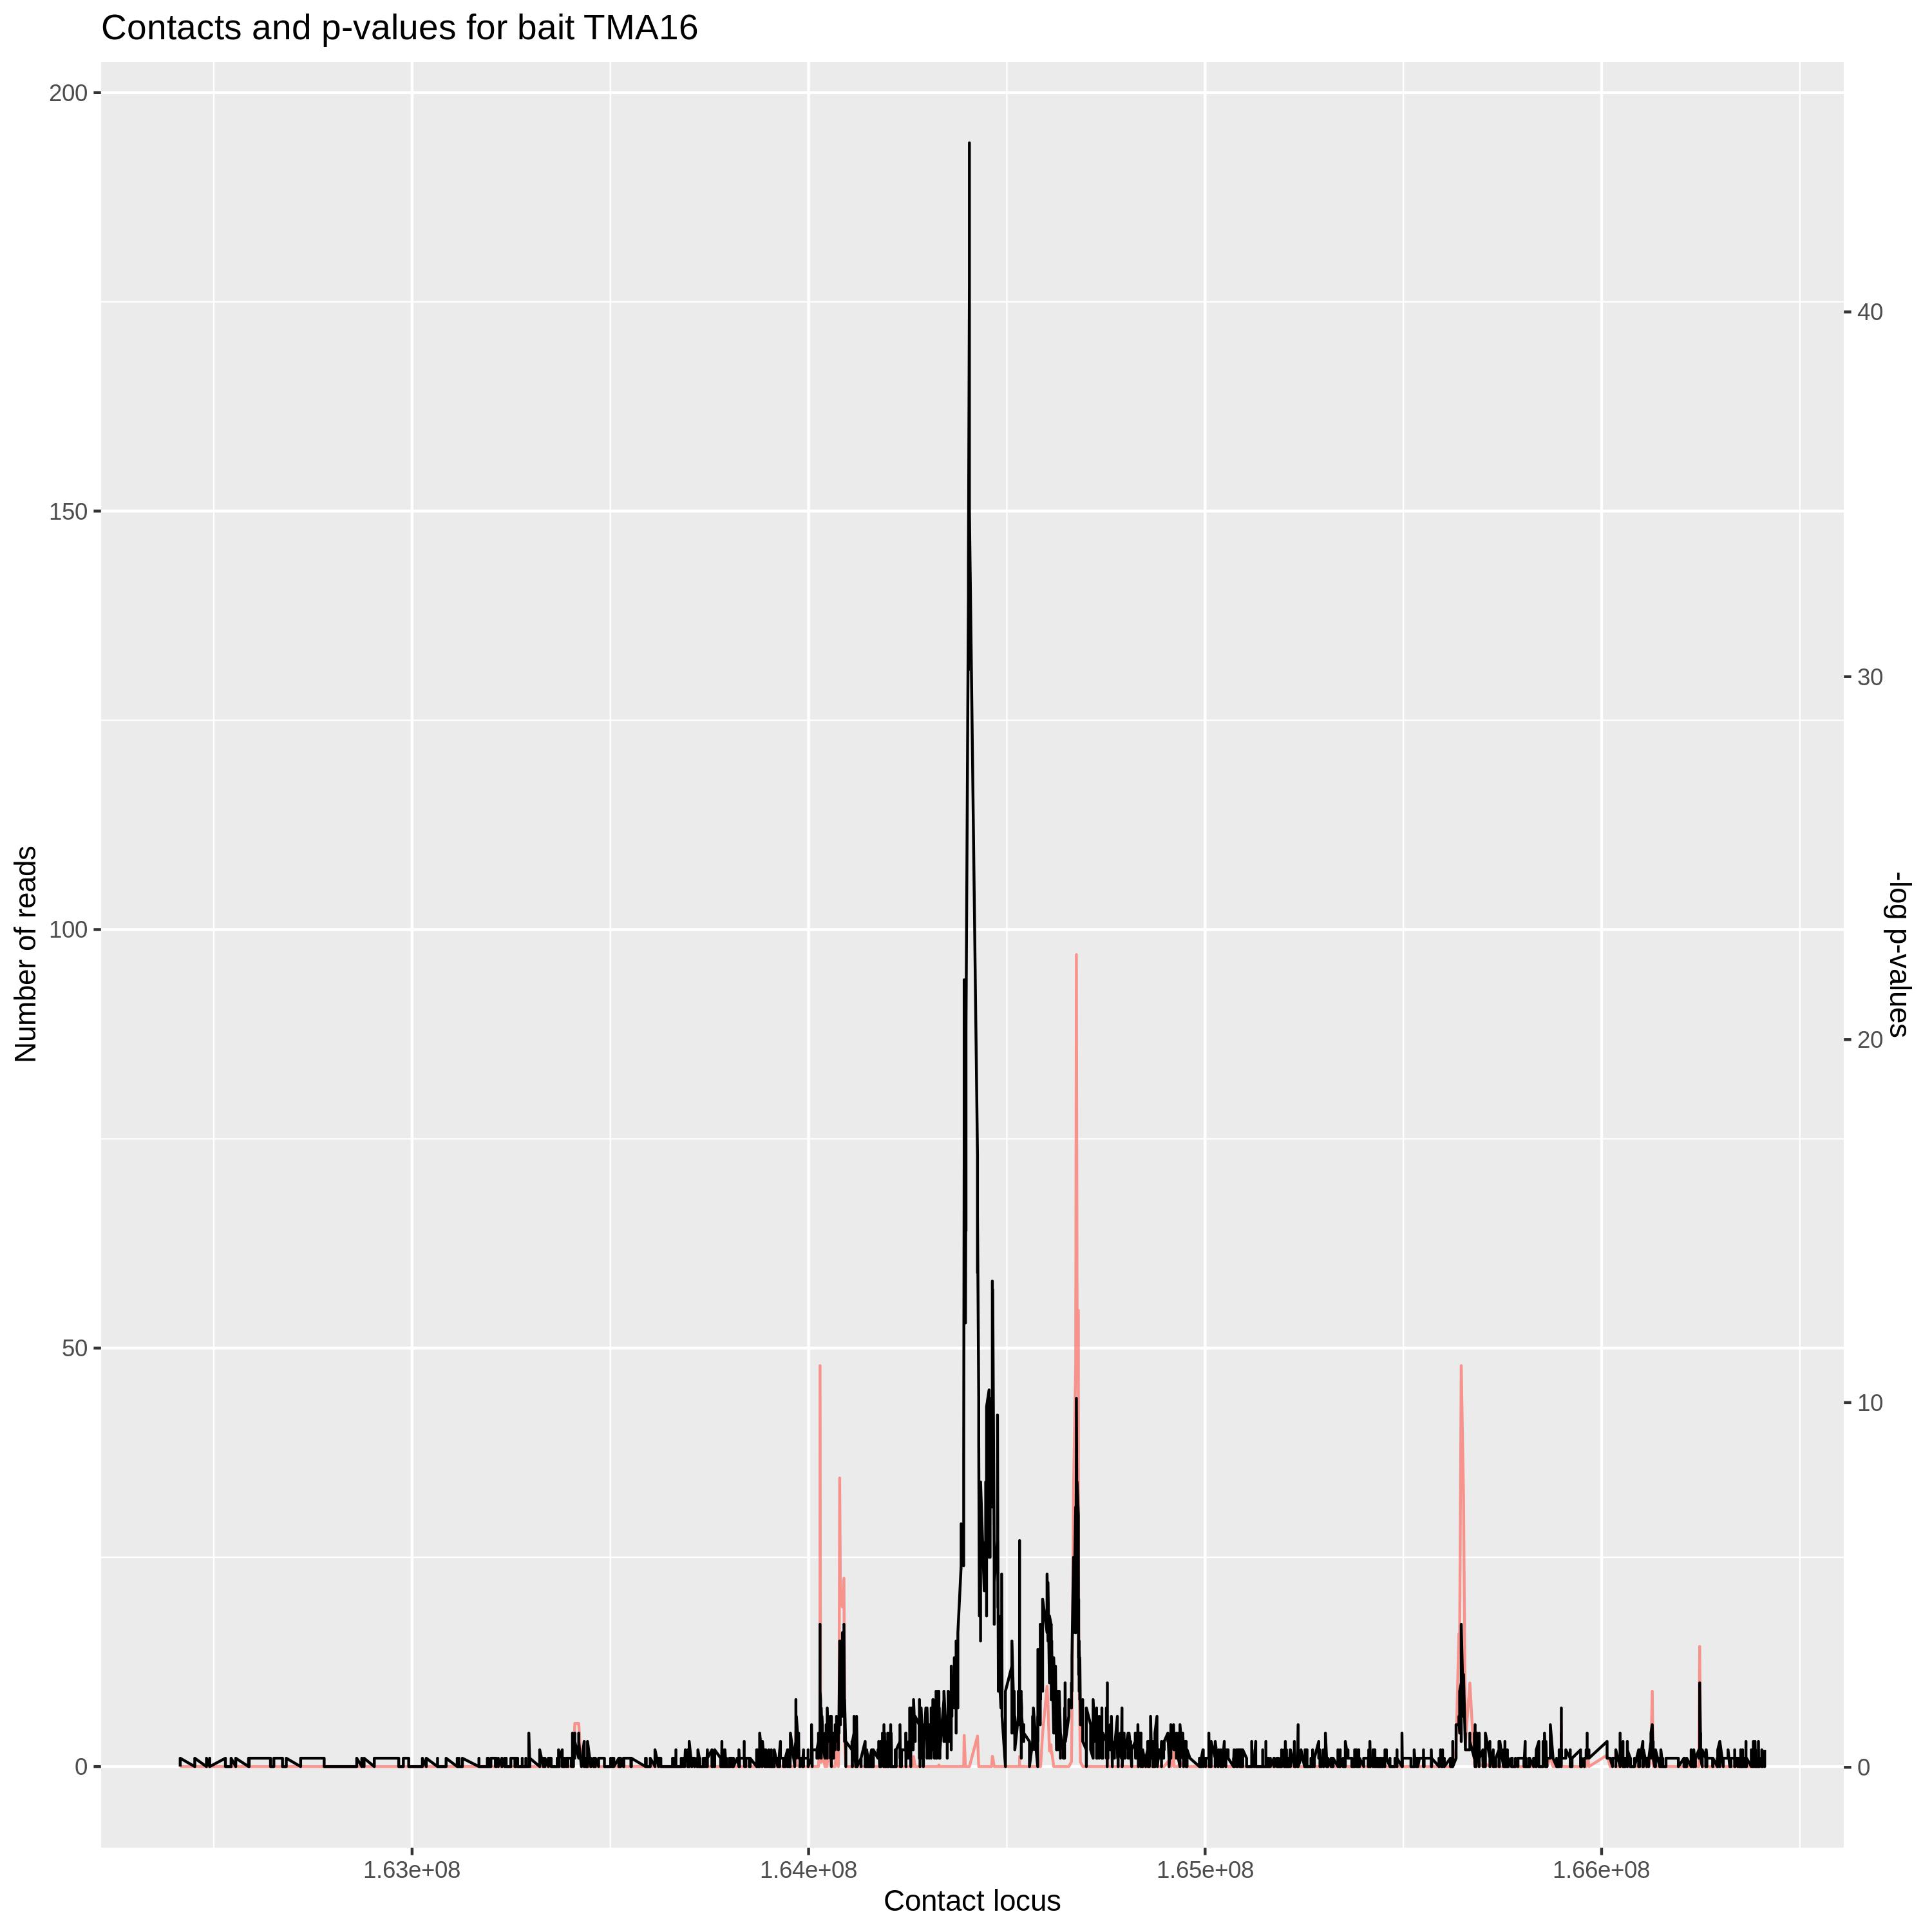 Contacts and p-values for bait TMA16
200
150
100
50
0
Number of reads
40
30
20
10
0
-log p-values
1.63e+08 1.64e+08 1.65e+08 1.66e+08
Contact locus